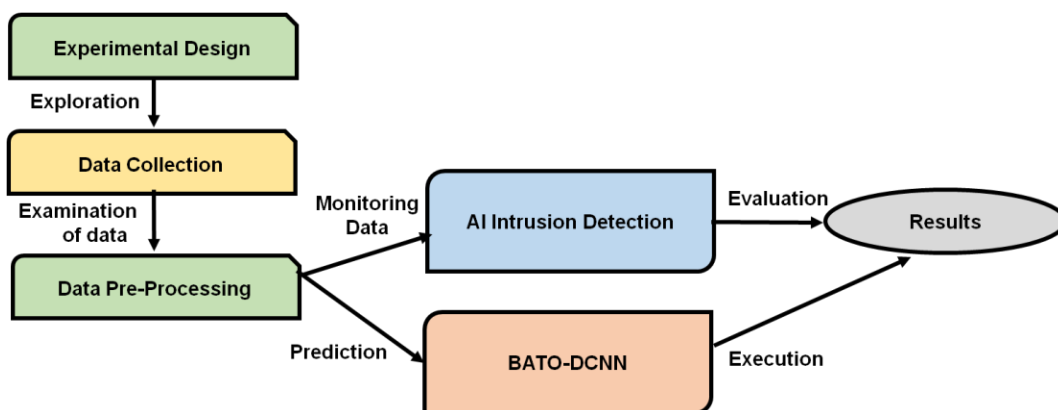 Experimental Design
Exploration
Data Collection
Examination
of data
Data Pre-Processing
Monitoring
Data
AI Intrusion Detection
Evaluation
Results
Prediction
BATO-DCNN
Execution